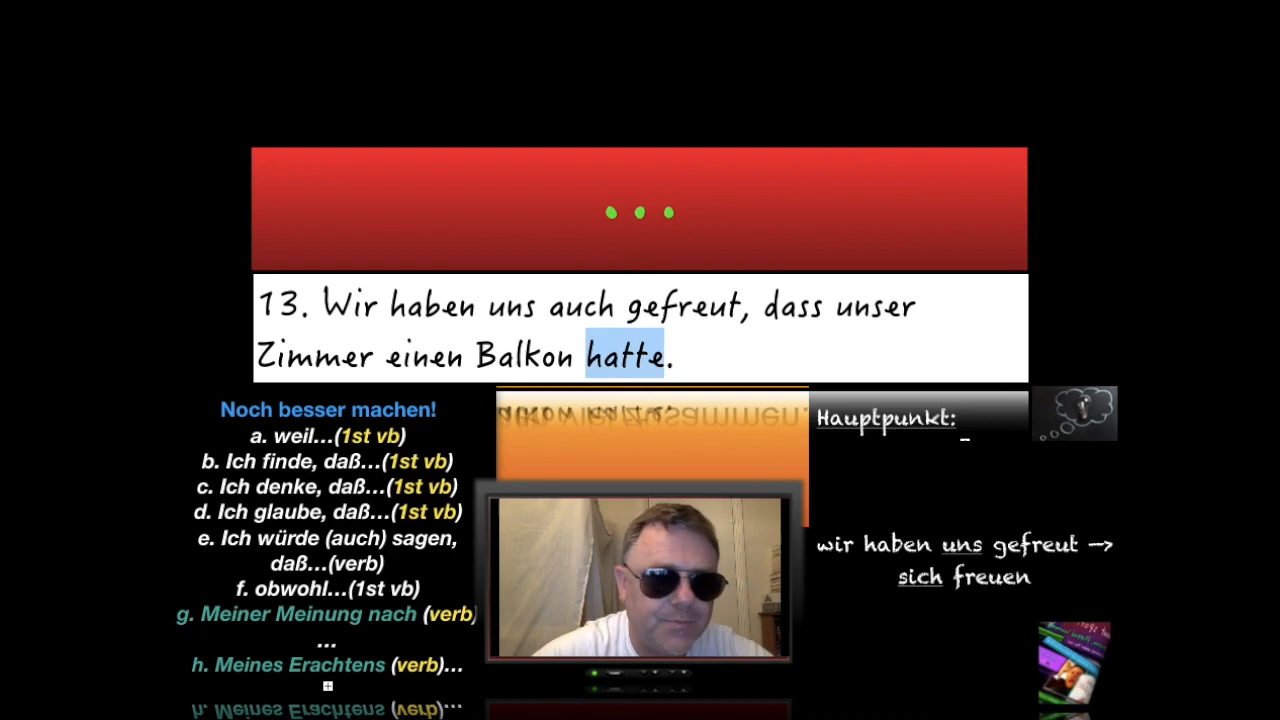 13. Wir haben uns auch gefreut, dass unser
Zimmer einen Balkon hatte.
Noch besser machen!
a. weil...(1st vb)
b. Ich finde, daß...(1st vb)
c. Ich denke, daß...(1st vb)
d. Ich glaube, daß...(1st vb)
e. Ich würde (auch) sagen,
daß...(verb)
f. obwohl...(1st vb)
g. Meiner Meinung nach (verb)
...
h. Meines Erachtens (verb)...
Hauptpunkt:
wir haben uns gefreut →
sich freuen